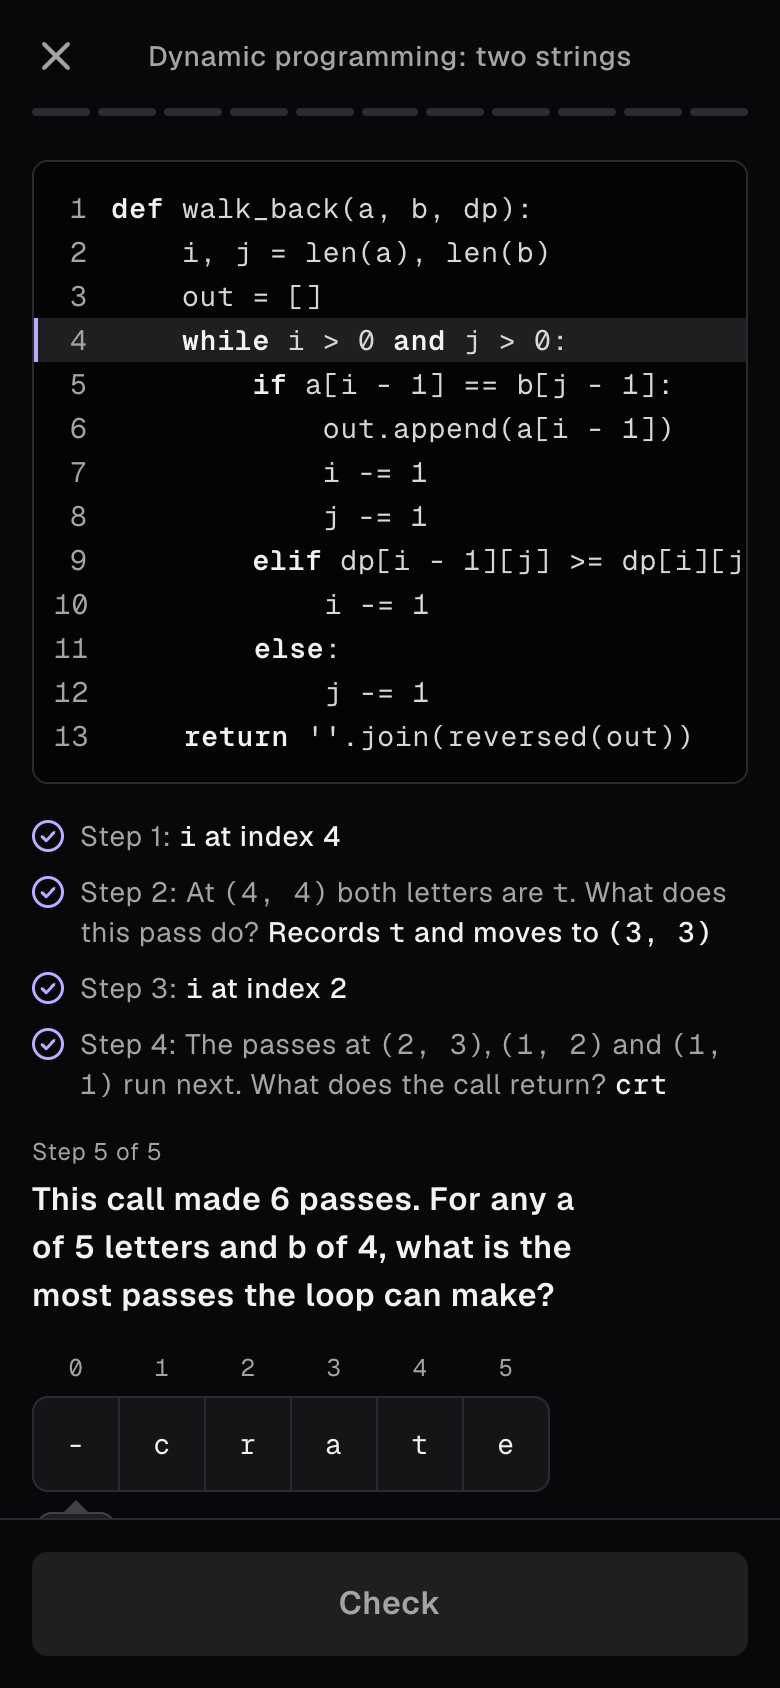 Dynamic programming: two strings
1 def walk_back(a, b, dp):
2     i, j = len(a), len(b)
3     out = []
4     while i > 0 and j > 0:
5         if a[i - 1] == b[j - 1]:
6             out.append(a[i - 1])
7             i -= 1
8             j -= 1
9         elif dp[i - 1][j] >= dp[i][j
10             i -= 1
11         else:
12             j -= 1
13     return ''.join(reversed(out))
Step 1: i at index 4
Step 2: At (4, 4) both letters are t. What does
this pass do? Records t and moves to (3, 3)
Step 3: i at index 2
Step 4: The passes at (2, 3), (1, 2) and (1,
1) run next. What does the call return? crt
Step 5 of 5
This call made 6 passes. For any a
of 5 letters and b of 4, what is the
most passes the loop can make?
0 1 2 3 4 5
- c r a t e
Check